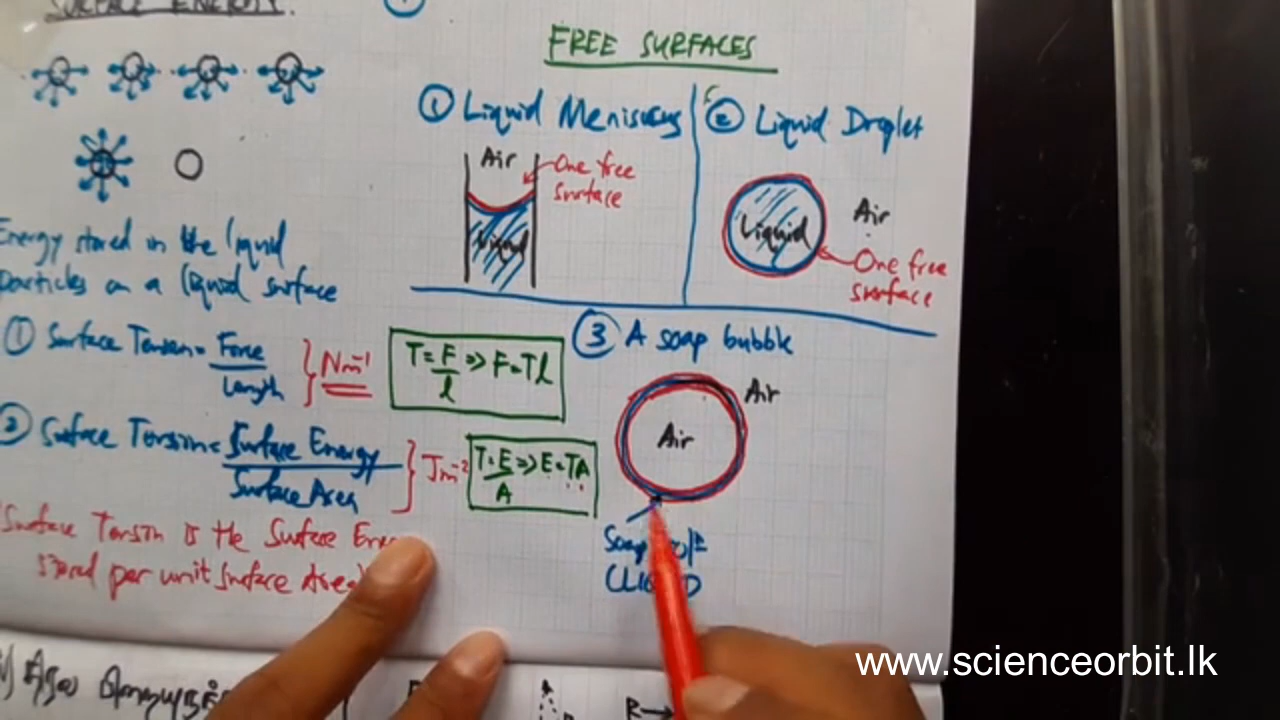 SURFACE ENERGY.
FREE SURFACES
① Liquid Meniscus
Air
One free
surface
Liquid
② Liquid Droplet
Liquid
Air
One free
surface
Energy stored in the liquid
particles on a liquid surface
① Surface Tension = Force
Length
Nm⁻¹
T = F/l ⇒ F = Tl
② Surface Tension = Surface Energy
Surface Area
Jm⁻²
T = E/A ⇒ E = TA
Surface Tension is the Surface
stored per unit Surface Area
③ A soap bubble
Air
Air
Soap
R→
www.scienceorbit.lk